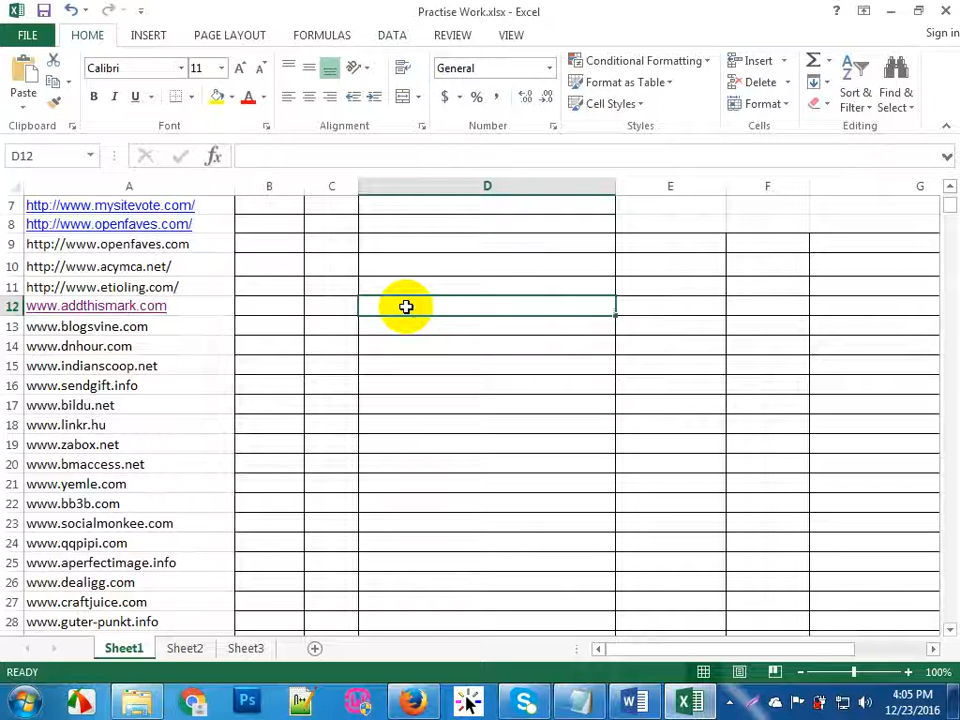 Practise Work.xlsx - Excel
?
FILE
HOME
INSERT
PAGE LAYOUT
FORMULAS
DATA
REVIEW
VIEW
Sign in
Paste
Calibri
11
A A
B I U
A
General
$ % ,
Conditional Formatting
Format as Table
Cell Styles
Insert
Delete
Format
Sort & Filter
Find & Select
Clipboard
Font
Alignment
Number
Styles
Cells
Editing
D12
fx
A B C D E F G
7 http://www.mysitevote.com/
8 http://www.openfaves.com/
9 http://www.openfaves.com
10 http://www.acymca.net/
11 http://www.etioling.com/
12 www.addthismark.com
13 www.blogsvine.com
14 www.dnhour.com
15 www.indianscoop.net
16 www.sendgift.info
17 www.bildu.net
18 www.linkr.hu
19 www.zabox.net
20 www.bmaccess.net
21 www.yemle.com
22 www.bb3b.com
23 www.socialmonkee.com
24 www.qqpipi.com
25 www.aperfectimage.info
26 www.dealigg.com
27 www.craftjuice.com
28 www.guter-punkt.info
Sheet1
Sheet2
Sheet3
READY
100%
Ps
4:05 PM
12/23/2016